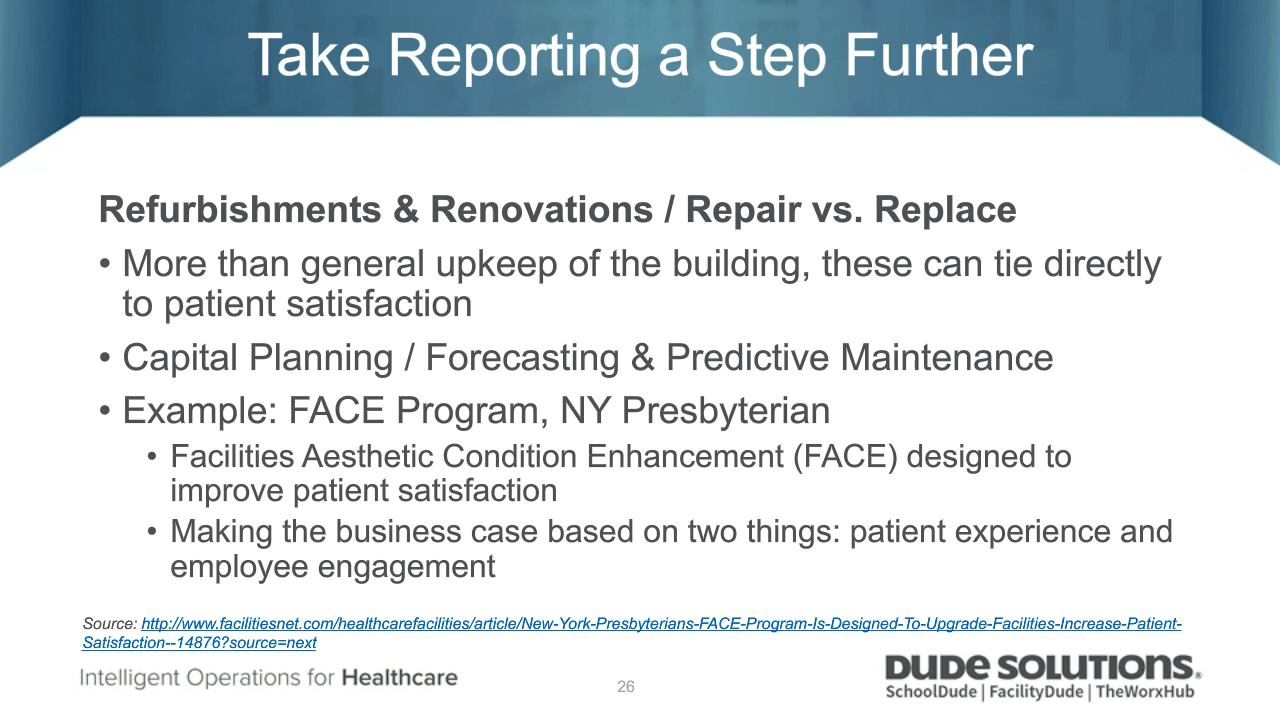 Take Reporting a Step Further
Refurbishments & Renovations / Repair vs. Replace
• More than general upkeep of the building, these can tie directly
to patient satisfaction
• Capital Planning / Forecasting & Predictive Maintenance
• Example: FACE Program, NY Presbyterian
• Facilities Aesthetic Condition Enhancement (FACE) designed to
improve patient satisfaction
• Making the business case based on two things: patient experience and
employee engagement
Source: http://www.facilitiesnet.com/healthcarefacilities/article/New-York-Presbyterians-FACE-Program-Is-Designed-To-Upgrade-Facilities-Increase-Patient-
Satisfaction--14876?source=next
Intelligent Operations for Healthcare
26
DUDE SOLUTIONS®
SchoolDude | FacilityDude | TheWorxHub